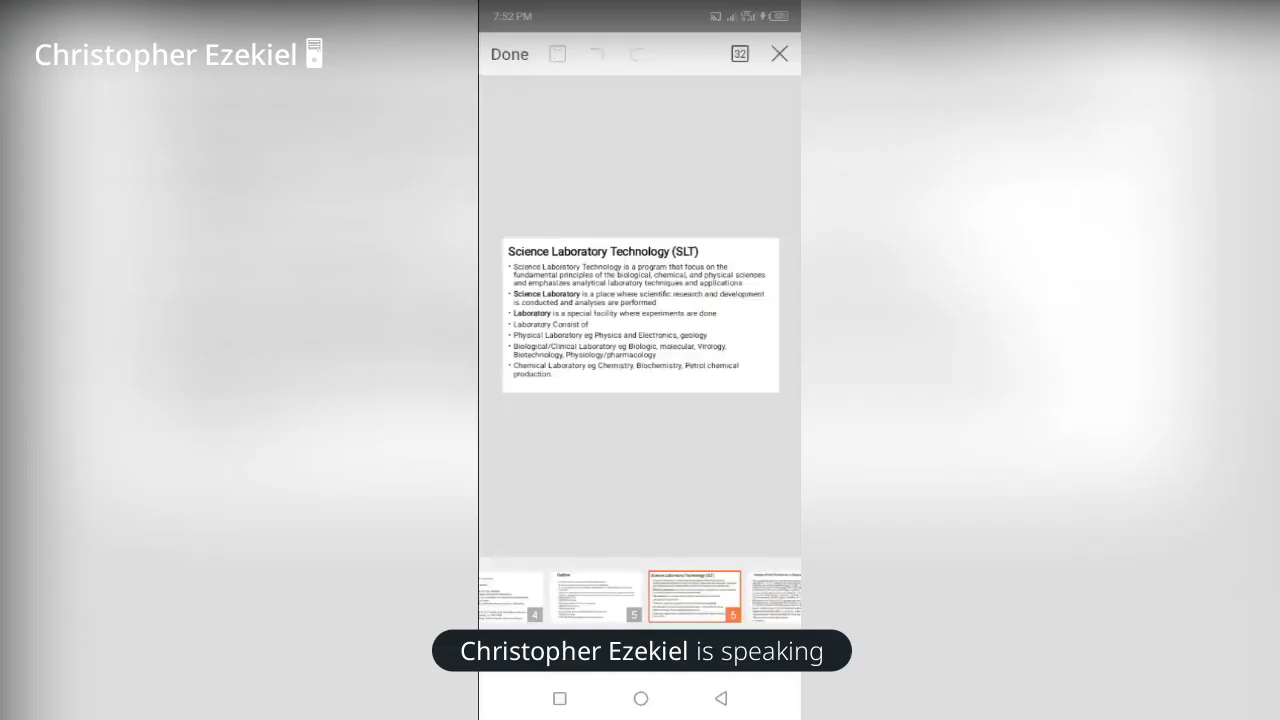 7:52 PM
Christopher Ezekiel
Done
32
Science Laboratory Technology (SLT)
• Science Laboratory Technology is a program that focus on the
fundamental principles of the biological, chemical, and physical sciences
and emphasizes analytical laboratory techniques and applications
• Science Laboratory is a place where scientific research and development
is conducted and analyses are performed
• Laboratory is a special facility where experiments are done
• Laboratory Consist of
• Physical Laboratory eg Physics and Electronics, geology
• Biological/Clinical Laboratory eg Biologic, molecular, Virology,
Biotechnology, Physiology/pharmacology
• Chemical Laboratory eg Chemistry, Biochemistry, Petrol chemical
production.
Outline
Science Laboratory Technology (SLT)
4
5
6
Christopher Ezekiel is speaking